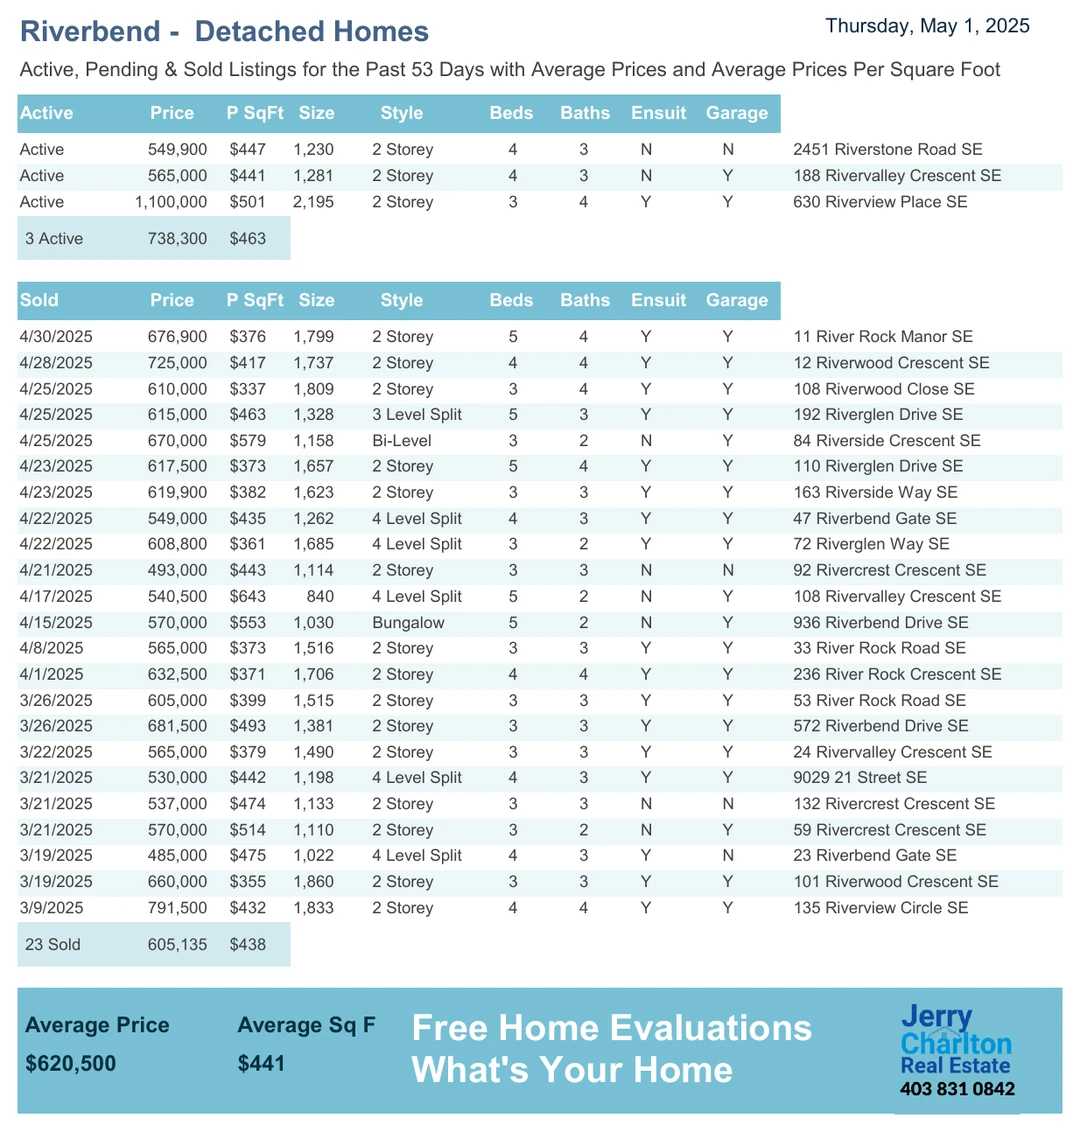 Riverbend - Detached Homes
Thursday, May 1, 2025
Active, Pending & Sold Listings for the Past 53 Days with Average Prices and Average Prices Per Square Foot
Active Price P SqFt Size Style Beds Baths Ensuit Garage
Active 549,900 $447 1,230 2 Storey 4 3 N N 2451 Riverstone Road SE
Active 565,000 $441 1,281 2 Storey 4 3 N Y 188 Rivervalley Crescent SE
Active 1,100,000 $501 2,195 2 Storey 3 4 Y Y 630 Riverview Place SE
3 Active 738,300 $463
Sold Price P SqFt Size Style Beds Baths Ensuit Garage
4/30/2025 676,900 $376 1,799 2 Storey 5 4 Y Y 11 River Rock Manor SE
4/28/2025 725,000 $417 1,737 2 Storey 4 4 Y Y 12 Riverwood Crescent SE
4/25/2025 610,000 $337 1,809 2 Storey 3 4 Y Y 108 Riverwood Close SE
4/25/2025 615,000 $463 1,328 3 Level Split 5 3 Y Y 192 Riverglen Drive SE
4/25/2025 670,000 $579 1,158 Bi-Level 3 2 N Y 84 Riverside Crescent SE
4/23/2025 617,500 $373 1,657 2 Storey 5 4 Y Y 110 Riverglen Drive SE
4/23/2025 619,900 $382 1,623 2 Storey 3 3 Y Y 163 Riverside Way SE
4/22/2025 549,000 $435 1,262 4 Level Split 4 3 Y Y 47 Riverbend Gate SE
4/22/2025 608,800 $361 1,685 4 Level Split 3 2 Y Y 72 Riverglen Way SE
4/21/2025 493,000 $443 1,114 2 Storey 3 3 N N 92 Rivercrest Crescent SE
4/17/2025 540,500 $643 840 4 Level Split 5 2 N Y 108 Rivervalley Crescent SE
4/15/2025 570,000 $553 1,030 Bungalow 5 2 N Y 936 Riverbend Drive SE
4/8/2025 565,000 $373 1,516 2 Storey 3 3 Y Y 33 River Rock Road SE
4/1/2025 632,500 $371 1,706 2 Storey 4 4 Y Y 236 River Rock Crescent SE
3/26/2025 605,000 $399 1,515 2 Storey 3 3 Y Y 53 River Rock Road SE
3/26/2025 681,500 $493 1,381 2 Storey 3 3 Y Y 572 Riverbend Drive SE
3/22/2025 565,000 $379 1,490 2 Storey 3 3 Y Y 24 Rivervalley Crescent SE
3/21/2025 530,000 $442 1,198 4 Level Split 4 3 Y Y 9029 21 Street SE
3/21/2025 537,000 $474 1,133 2 Storey 3 3 N N 132 Rivercrest Crescent SE
3/21/2025 570,000 $514 1,110 2 Storey 3 2 N Y 59 Rivercrest Crescent SE
3/19/2025 485,000 $475 1,022 4 Level Split 4 3 Y N 23 Riverbend Gate SE
3/19/2025 660,000 $355 1,860 2 Storey 3 3 Y Y 101 Riverwood Crescent SE
3/9/2025 791,500 $432 1,833 2 Storey 4 4 Y Y 135 Riverview Circle SE
23 Sold 605,135 $438
Average Price Average Sq F
$620,500 $441
Free Home Evaluations
What's Your Home
Jerry
Charlton
Real Estate
403 831 0842